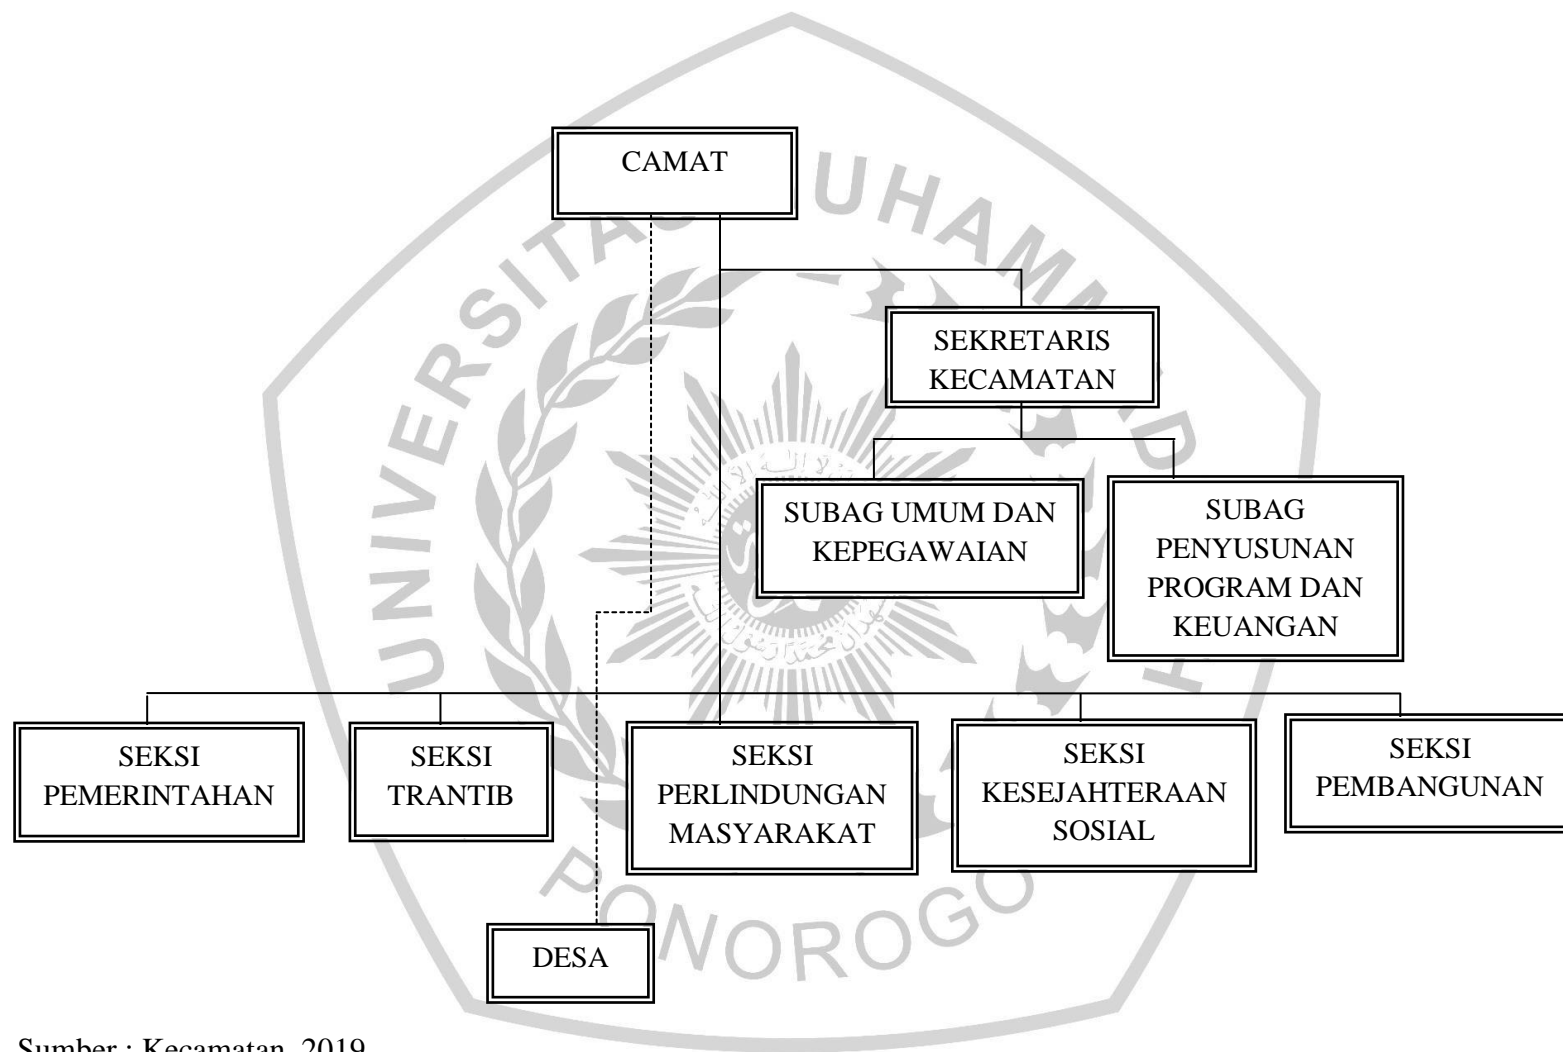 CAMAT
SEKRETARIS
KECAMATAN
SUBAG UMUM DAN
KEPEGAWAIAN
SUBAG
PENYUSUNAN
PROGRAM DAN
KEUANGAN
SEKSI
PEMERINTAHAN
SEKSI
TRANTIB
SEKSI
PERLINDUNGAN
MASYARAKAT
SEKSI
KESEJAHTERAAN
SOSIAL
SEKSI
PEMBANGUNAN
DESA
Sumber : Kecamatan, 2019
PONOROGO